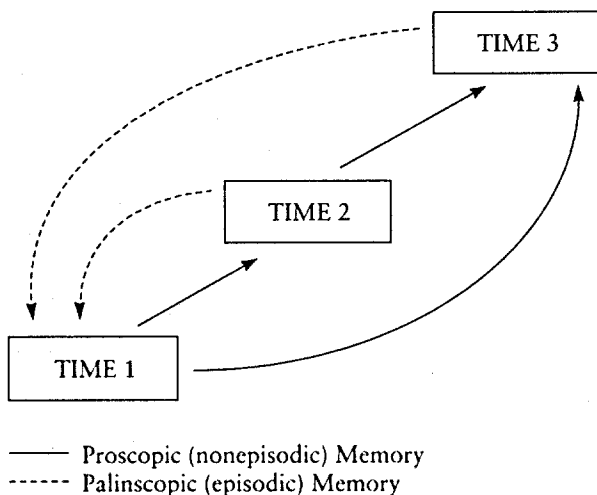 TIME 3
TIME 2
TIME 1
Proscopic (nonepisodic) Memory
Palinscopic (episodic) Memory